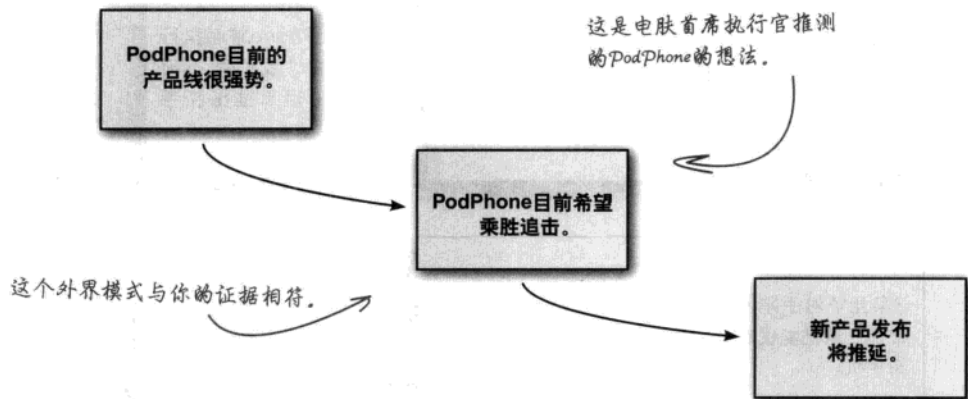 PodPhone目前的
产品线很强势。
这是电肤首席执行官推测
的PodPhone的想法.
PodPhone目前希望
乘胜追击。
这个外界模式与你的证据相符.
新产品发布
将推延。